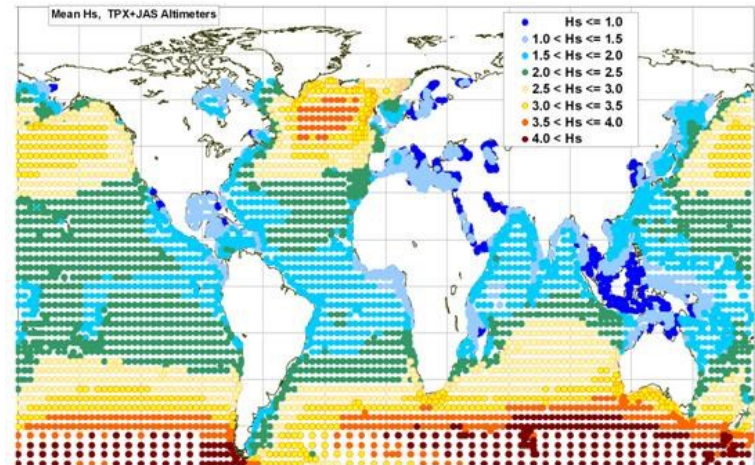 Mean Hs, TPX+JAS Altimeters
Hs <= 1.0
1.0 < Hs <= 1.5
1.5 < Hs <= 2.0
2.0 < Hs <= 2.5
2.5 < Hs <= 3.0
3.0 < Hs <= 3.5
3.5 < Hs <= 4.0
4.0 < Hs